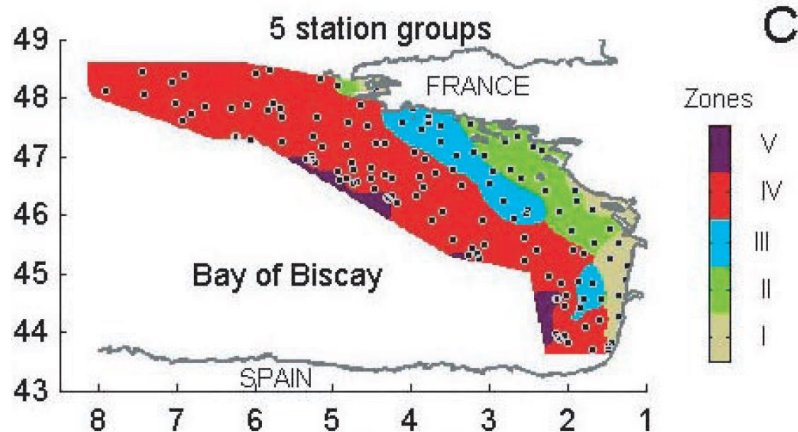 5 station groups
C
49
48
47
46
45
44
43
FRANCE
Bay of Biscay
SPAIN
8 7 6 5 4 3 2 1
Zones
V
IV
III
II
I